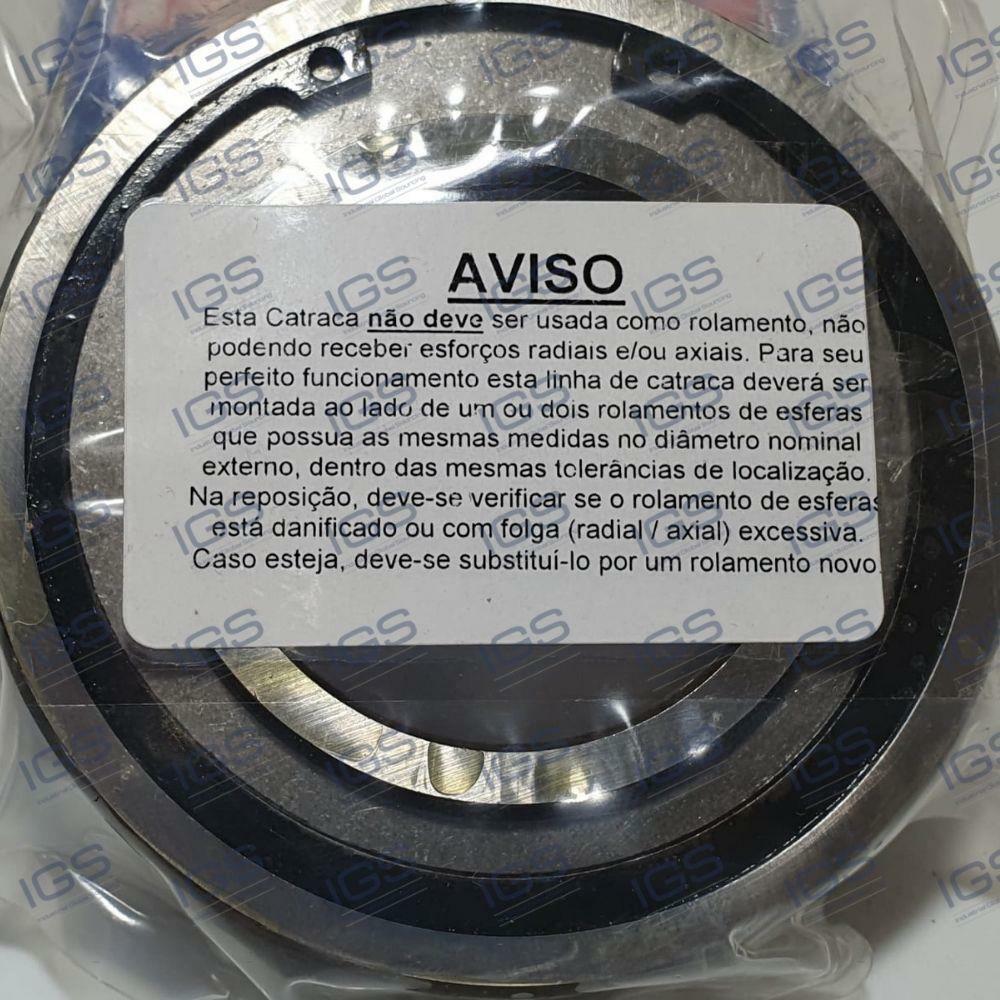 AVISO
Esta Catraca não deve ser usada como rolamento, não
podendo receber esforços radiais e/ou axiais. Para seu
perfeito funcionamento esta linha de catraca deverá ser
montada ao lado de um ou dois rolamentos de esferas
que possua as mesmas medidas no diâmetro nominal
externo, dentro das mesmas tolerâncias de localização.
Na reposição, deve-se verificar se o rolamento de esferas
está danificado ou com folga (radial / axial) excessiva.
Caso esteja, deve-se substituí-lo por um rolamento novo.
IGS
Industrial Global Sourcing